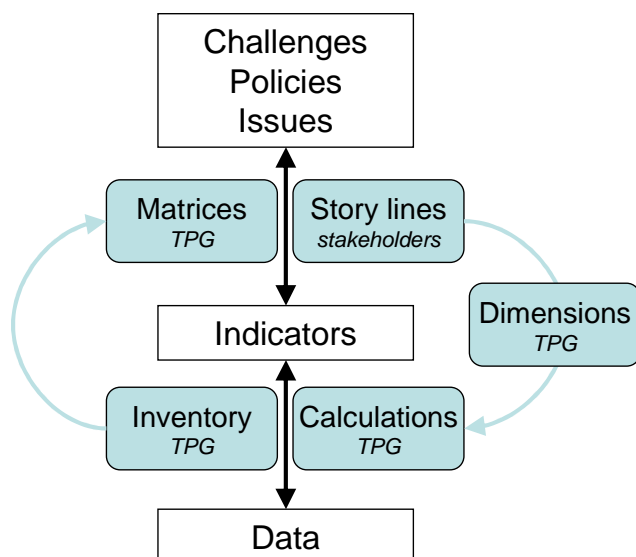 Challenges
Policies
Issues
Matrices
TPG
Story lines
stakeholders
Dimensions
TPG
Indicators
Inventory
TPG
Calculations
TPG
Data